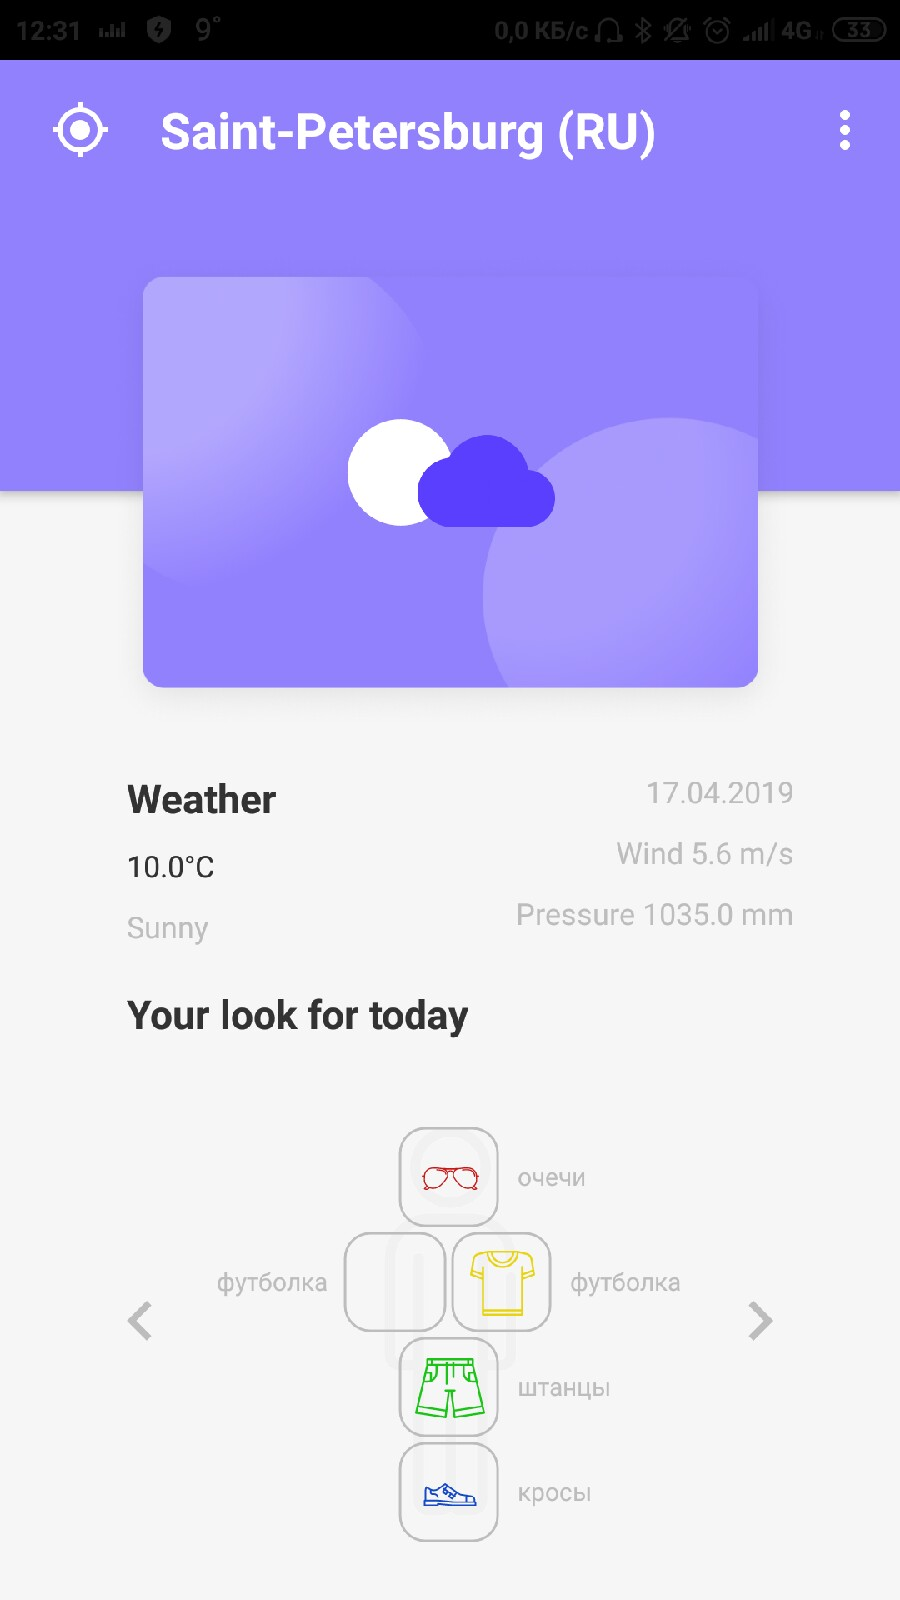 12:31 9° 0,0 КБ/с 4G 33
Saint-Petersburg (RU)
Weather
17.04.2019
10.0°C
Wind 5.6 m/s
Sunny
Pressure 1035.0 mm
Your look for today
очечи
футболка
футболка
штанцы
кросы